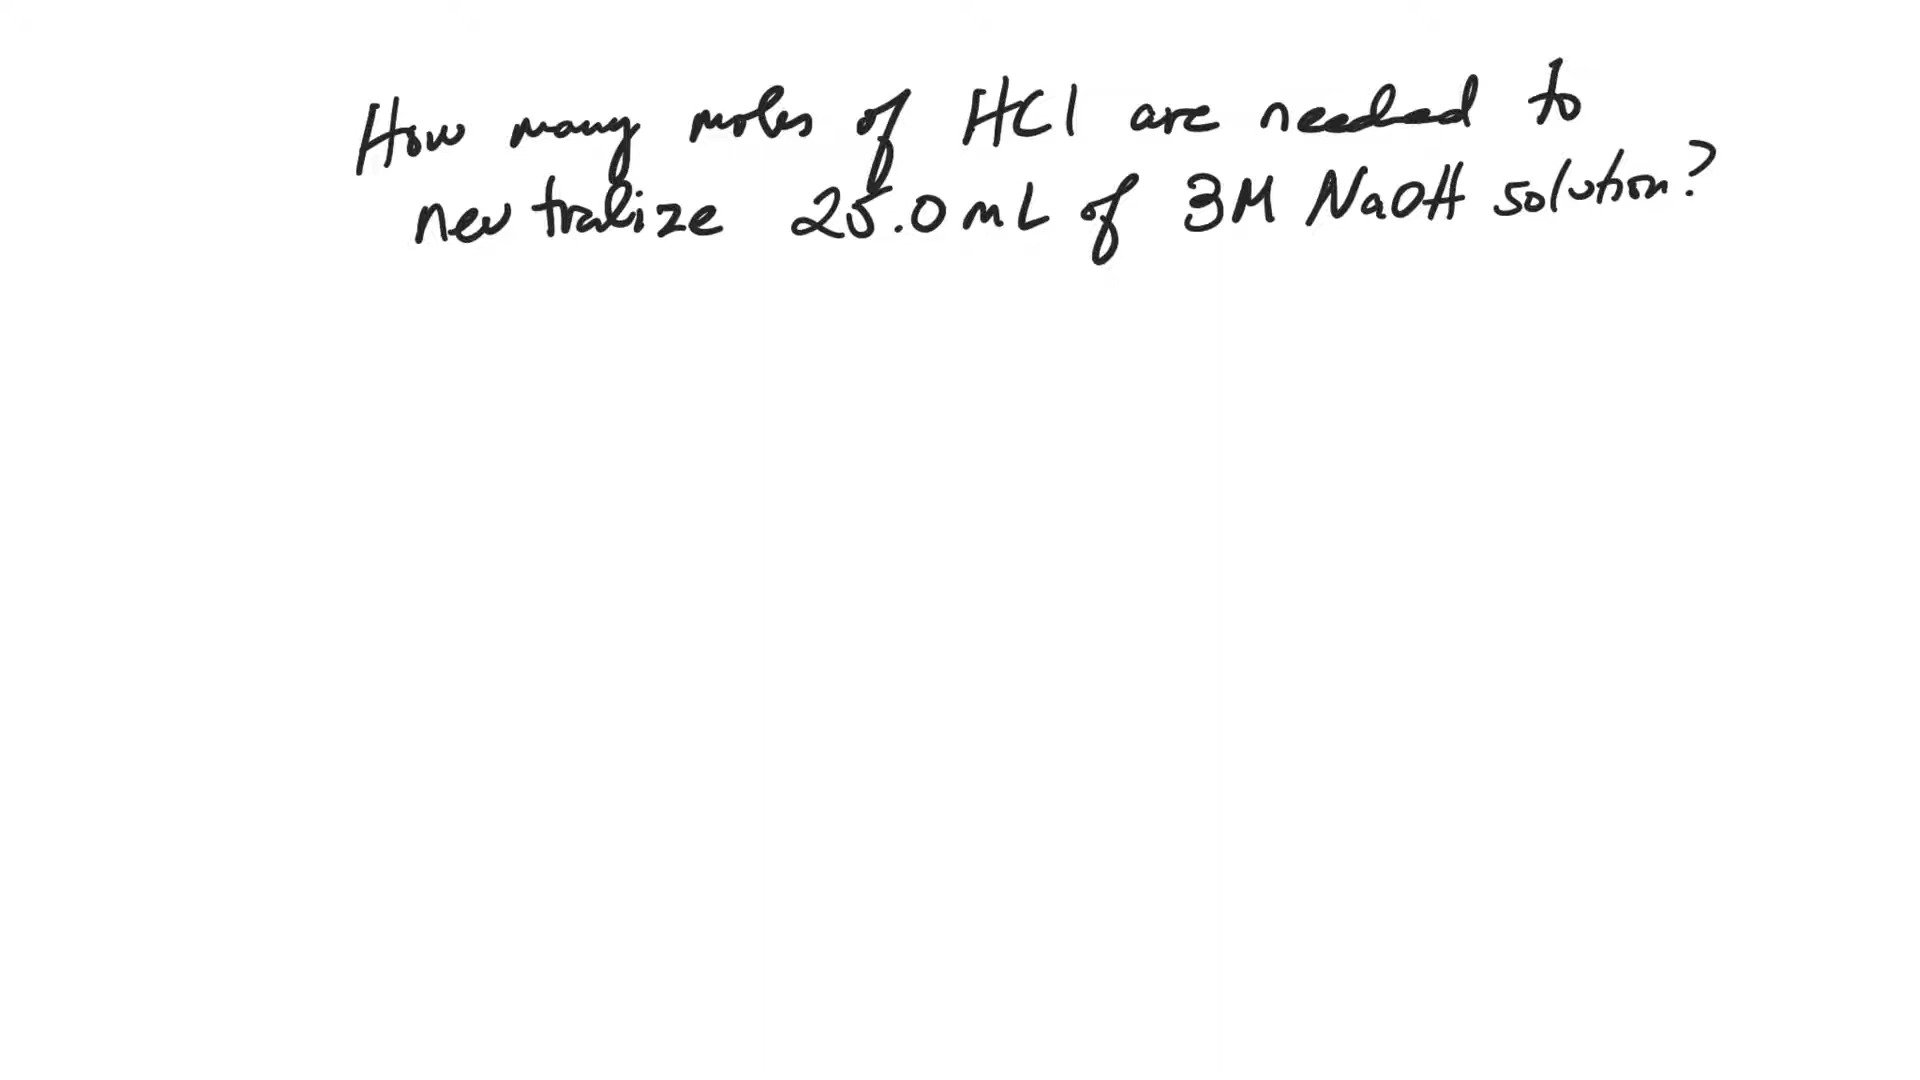 How many moles of HCl are needed to
neutralize 25.0 mL of 3M NaOH solution?